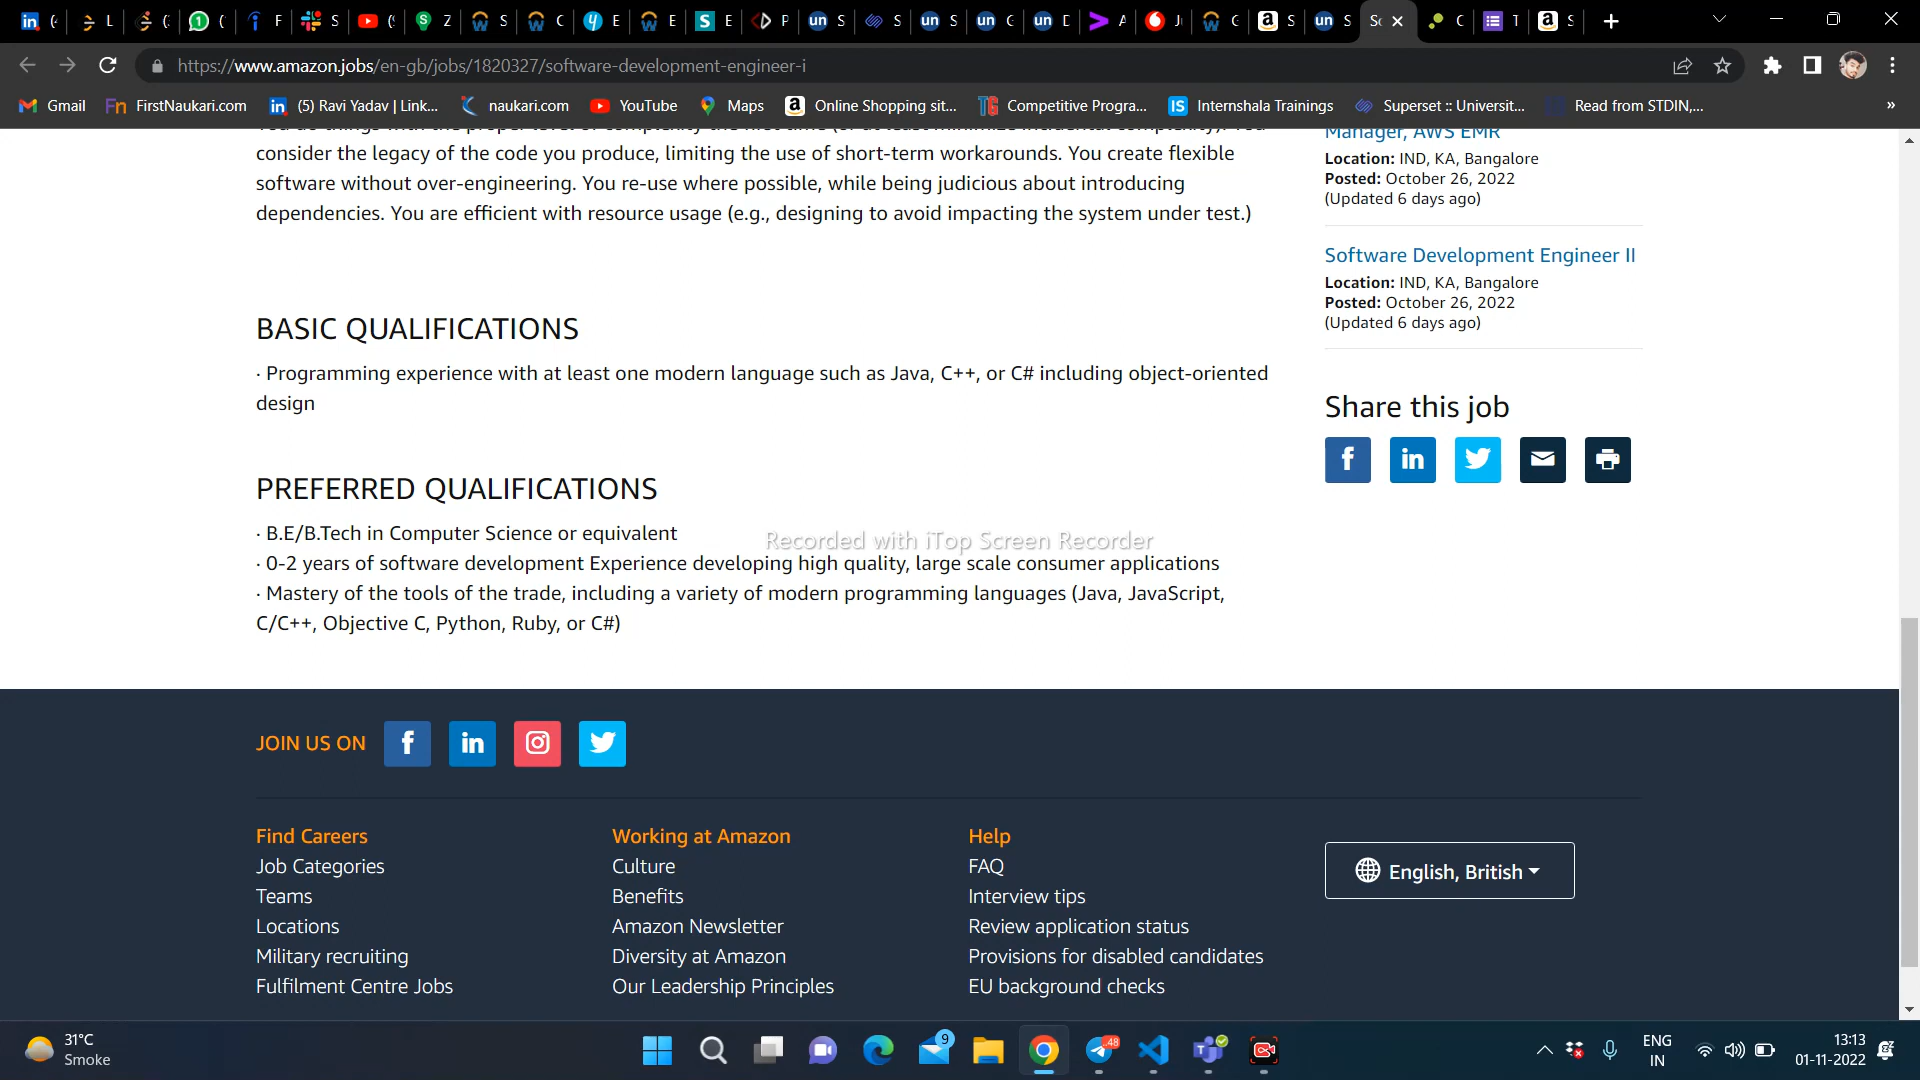 https://www.amazon.jobs/en-gb/jobs/1820327/software-development-engineer-i
Gmail FirstNaukari.com (5) Ravi Yadav | Link... naukari.com YouTube Maps Online Shopping sit... Competitive Progra... Internshala Trainings Superset :: Universit... Read from STDIN,... »
consider the legacy of the code you produce, limiting the use of short-term workarounds. You create flexible
software without over-engineering. You re-use where possible, while being judicious about introducing
dependencies. You are efficient with resource usage (e.g., designing to avoid impacting the system under test.)
BASIC QUALIFICATIONS
· Programming experience with at least one modern language such as Java, C++, or C# including object-oriented
design
PREFERRED QUALIFICATIONS
· B.E/B.Tech in Computer Science or equivalent
· 0-2 years of software development Experience developing high quality, large scale consumer applications
· Mastery of the tools of the trade, including a variety of modern programming languages (Java, JavaScript,
C/C++, Objective C, Python, Ruby, or C#)
Recorded with iTop Screen Recorder
Manager, AWS EMR
Location: IND, KA, Bangalore
Posted: October 26, 2022
(Updated 6 days ago)
Software Development Engineer II
Location: IND, KA, Bangalore
Posted: October 26, 2022
(Updated 6 days ago)
Share this job
JOIN US ON
Find Careers
Job Categories
Teams
Locations
Military recruiting
Fulfilment Centre Jobs
Working at Amazon
Culture
Benefits
Amazon Newsletter
Diversity at Amazon
Our Leadership Principles
Help
FAQ
Interview tips
Review application status
Provisions for disabled candidates
EU background checks
English, British
31°C
Smoke
9
48
ENG
IN
13:13
01-11-2022